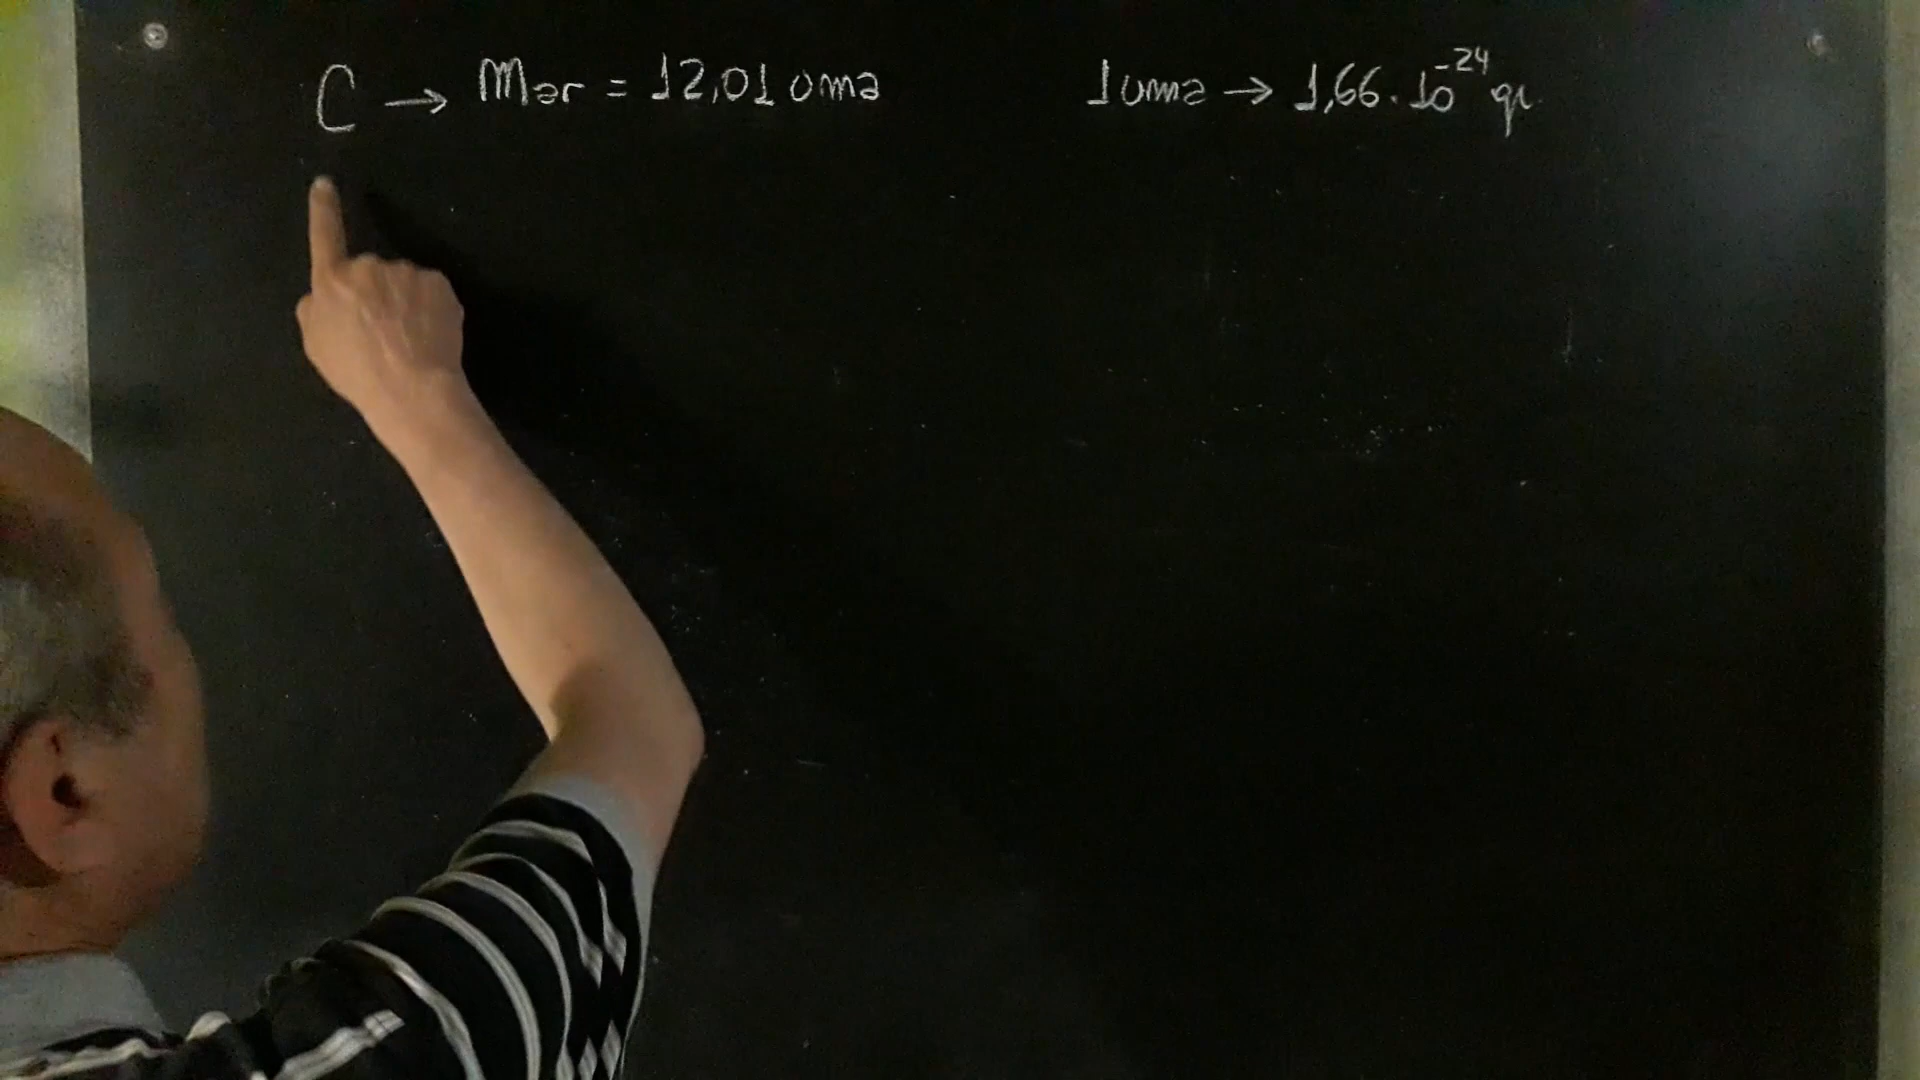 C → Mar = 12,01 uma
1 uma → 1,66 . 10⁻²⁴ gr